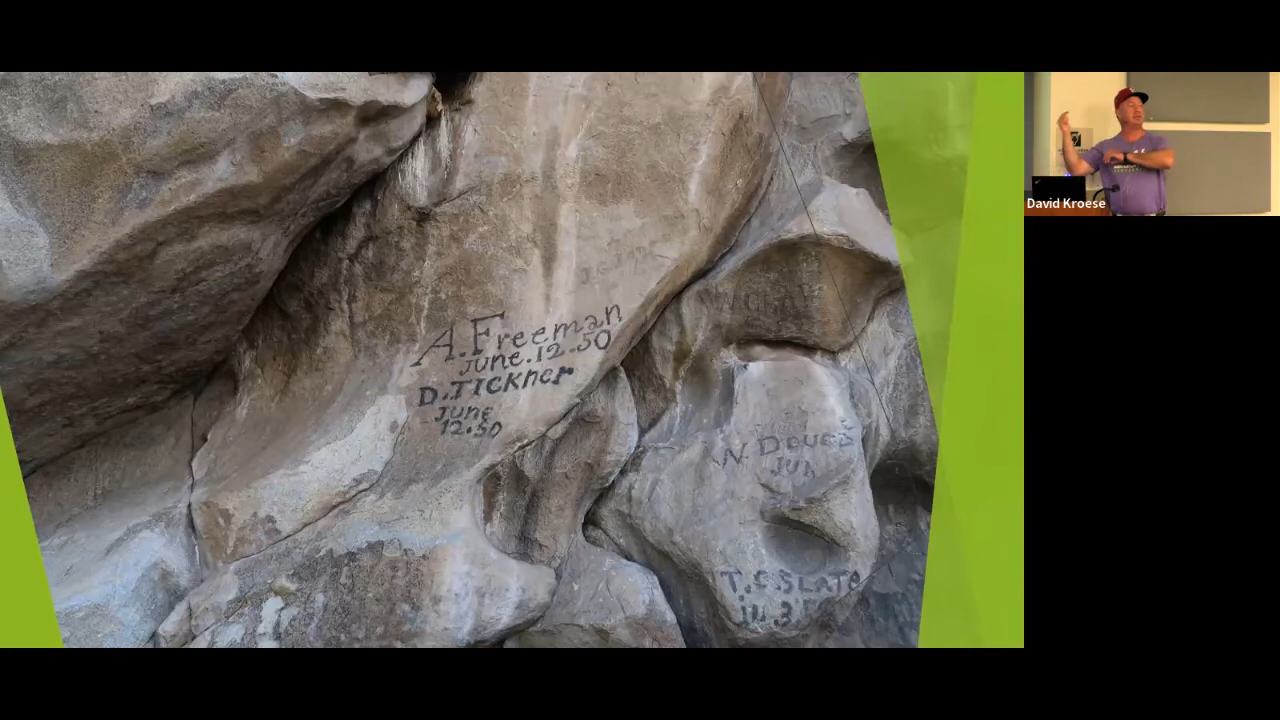 A. Freeman
June. 12. 50
D. TICKner
June
12. 50
W. DOUG
JUN
T. S SLATE
David Kroese